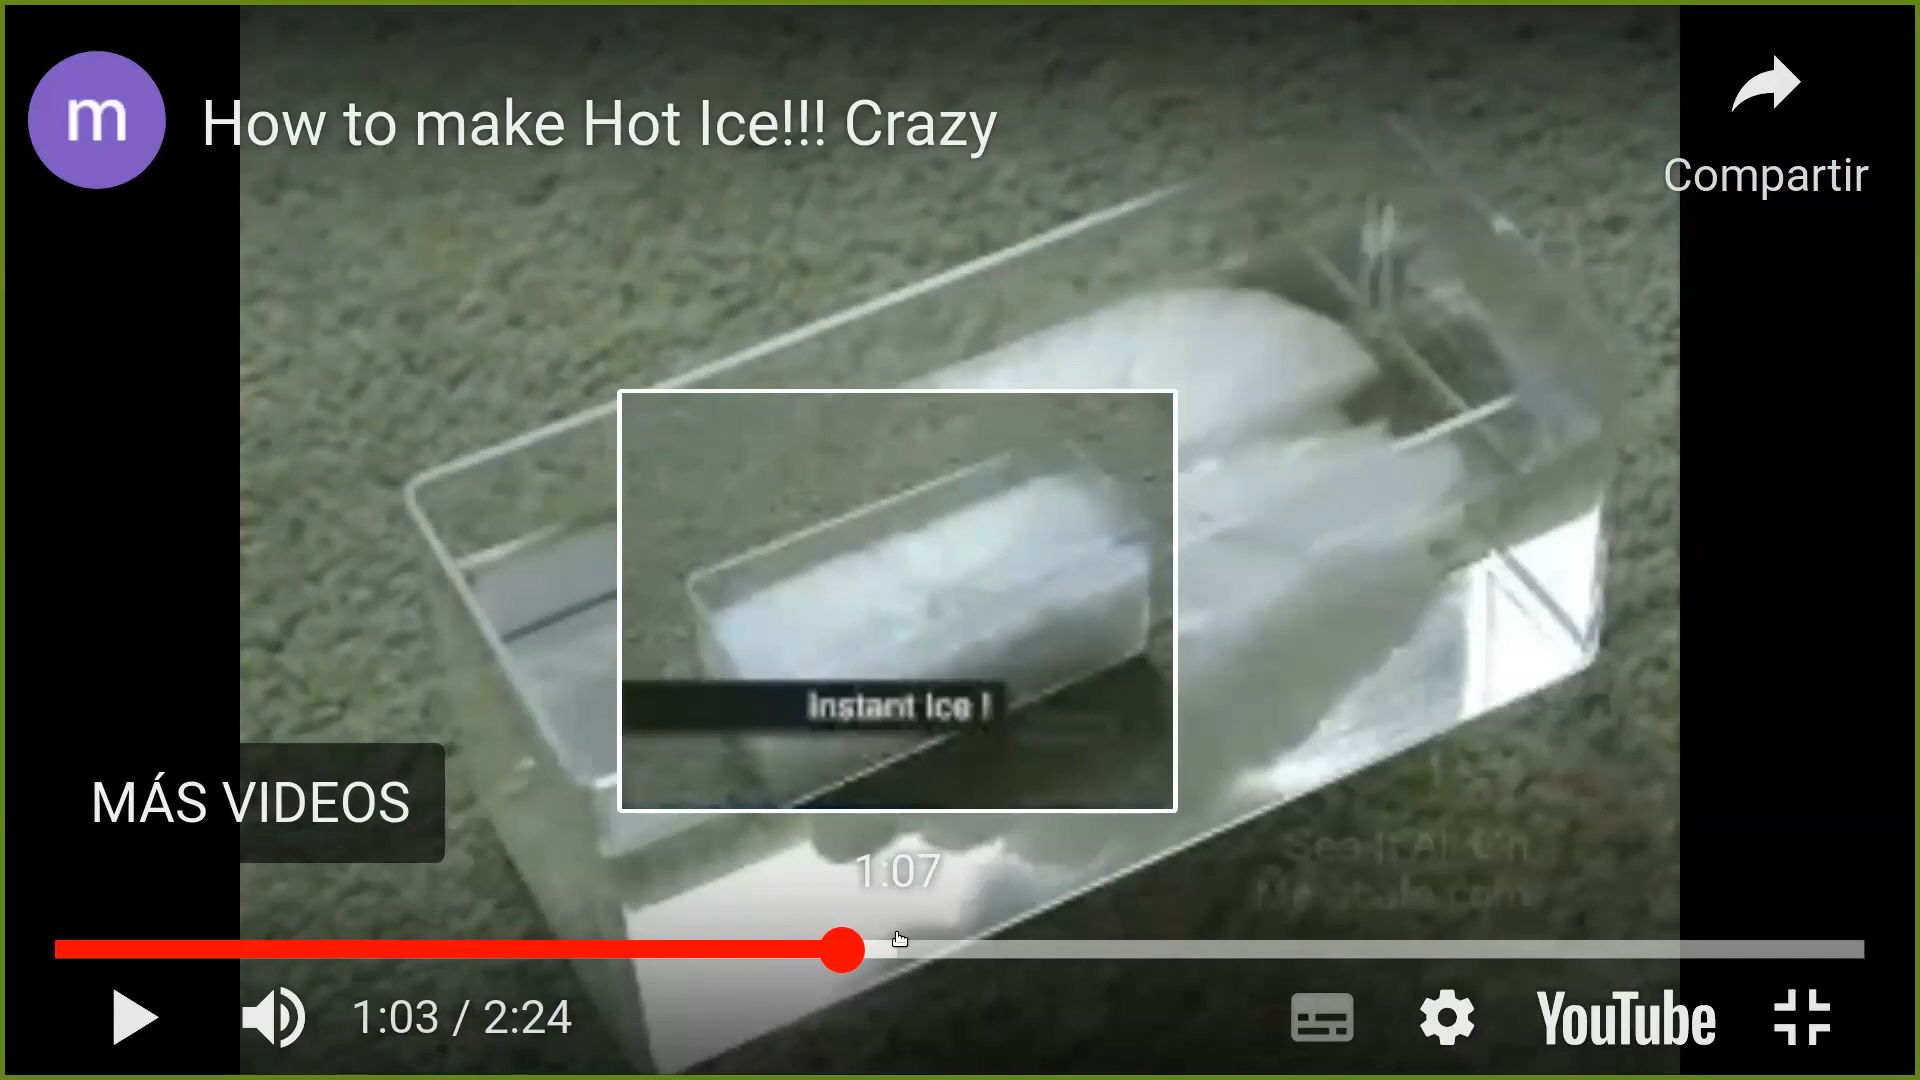 m
How to make Hot Ice!!! Crazy
Compartir
Instant Ice !
MÁS VIDEOS
1:07
1:03 / 2:24
YouTube